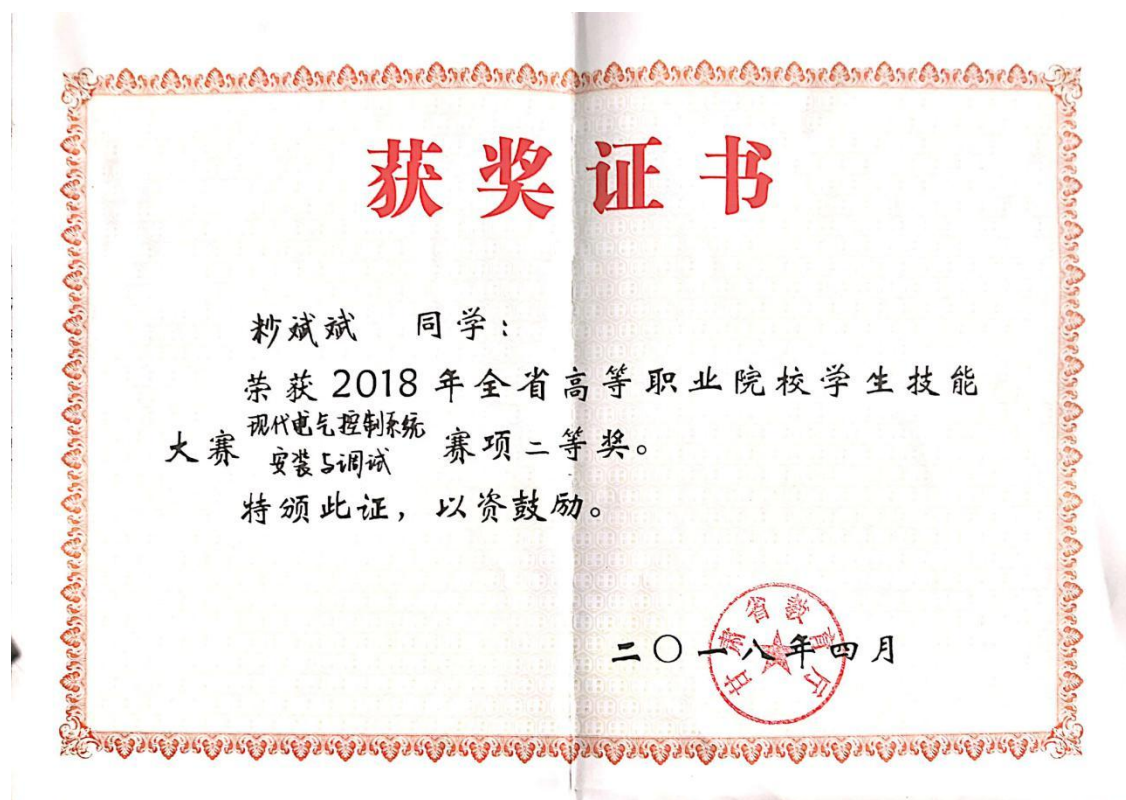 获奖证书
杪斌斌 同学：
荣获2018年全省高等职业院校学生技能
大赛现代电气控制系统安装与调试赛项二等奖。
特颁此证，以资鼓励。
二〇一八年四月
甘肃省教育厅